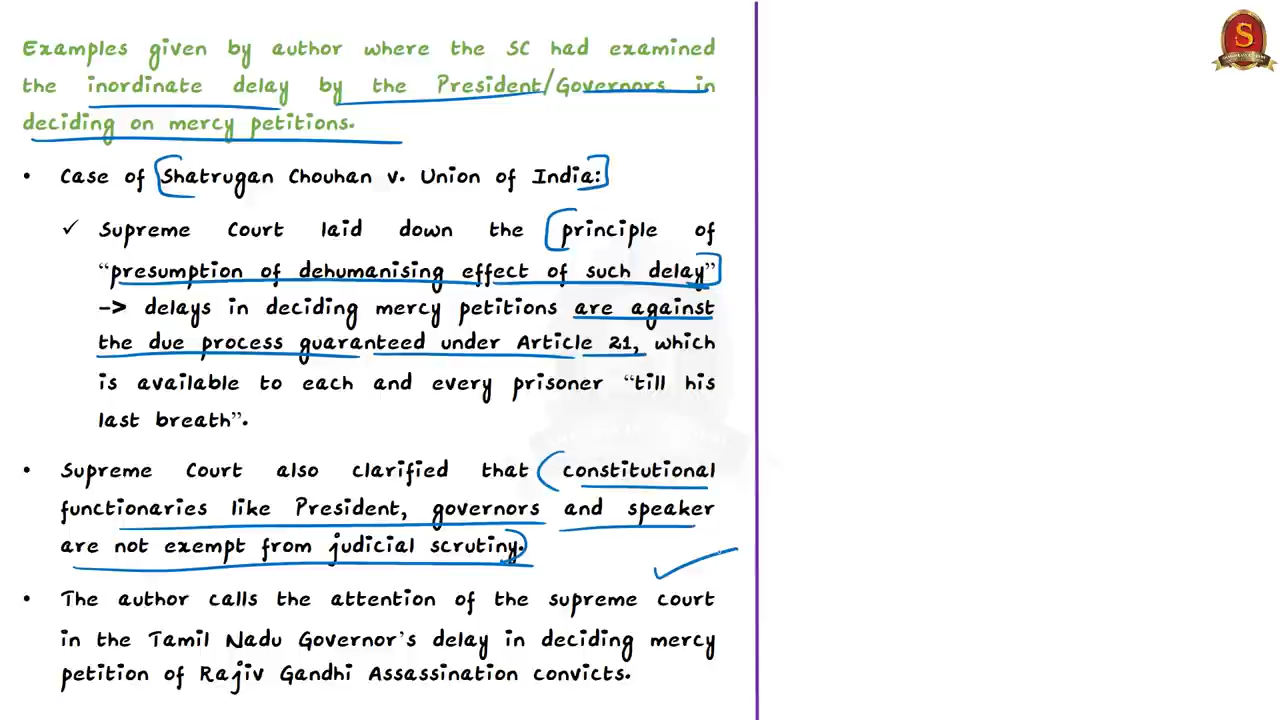 Examples given by author where the SC had examined
the inordinate delay by the President/Governors in
deciding on mercy petitions.
• Case of Shatrugan Chouhan v. Union of India:
✓ Supreme Court laid down the principle of
“presumption of dehumanising effect of such delay”
-> delays in deciding mercy petitions are against
the due process guaranteed under Article 21, which
is available to each and every prisoner “till his
last breath”.
• Supreme Court also clarified that constitutional
functionaries like President, governors and speaker
are not exempt from judicial scrutiny.
• The author calls the attention of the supreme court
in the Tamil Nadu Governor’s delay in deciding mercy
petition of Rajiv Gandhi Assassination convicts.
S